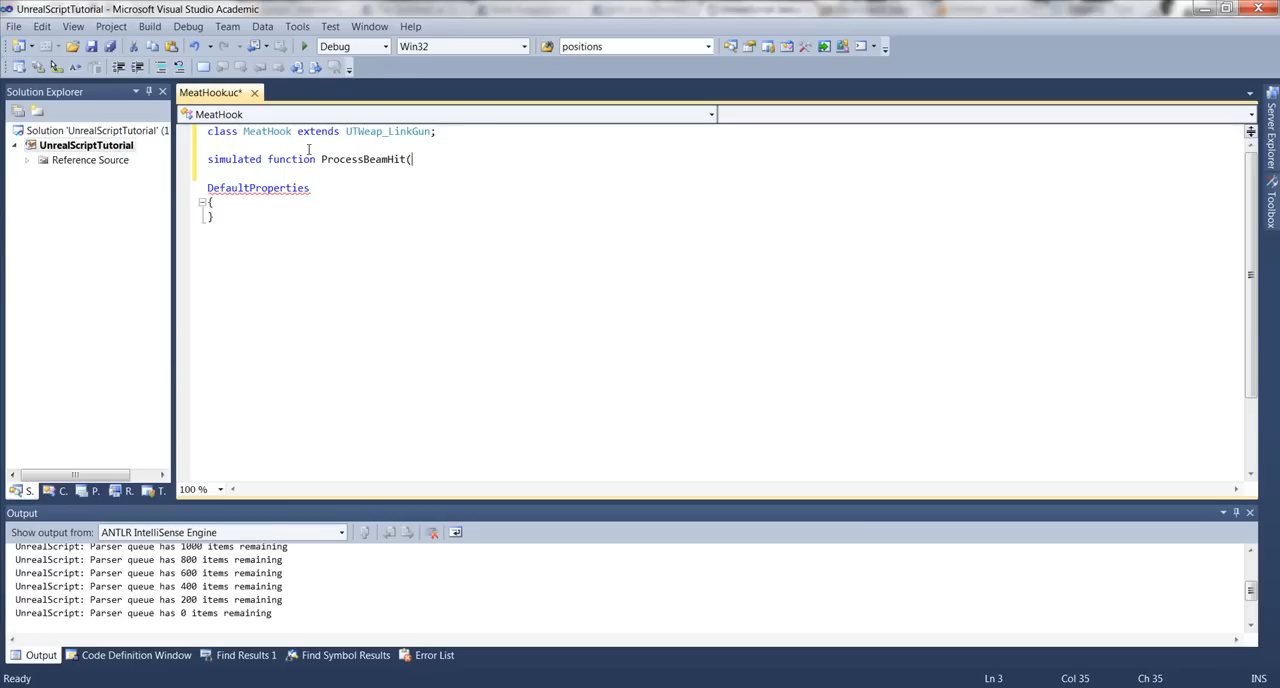 UnrealScriptTutorial - Microsoft Visual Studio Academic
File Edit View Project Build Debug Team Data Tools Test Window Help
Debug Win32 positions
Solution Explorer
MeatHook.uc*
MeatHook
Solution 'UnrealScriptTutorial' (1
UnrealScriptTutorial
Reference Source
class MeatHook extends UTWeap_LinkGun;
simulated function ProcessBeamHit(
DefaultProperties
{
}
Server Explorer
Toolbox
S. C. P. R. T.
100 %
Output
Show output from: ANTLR IntelliSense Engine
UnrealScript: Parser queue has 1000 items remaining
UnrealScript: Parser queue has 800 items remaining
UnrealScript: Parser queue has 600 items remaining
UnrealScript: Parser queue has 400 items remaining
UnrealScript: Parser queue has 200 items remaining
UnrealScript: Parser queue has 0 items remaining
Output Code Definition Window Find Results 1 Find Symbol Results Error List
Ready Ln 3 Col 35 Ch 35 INS